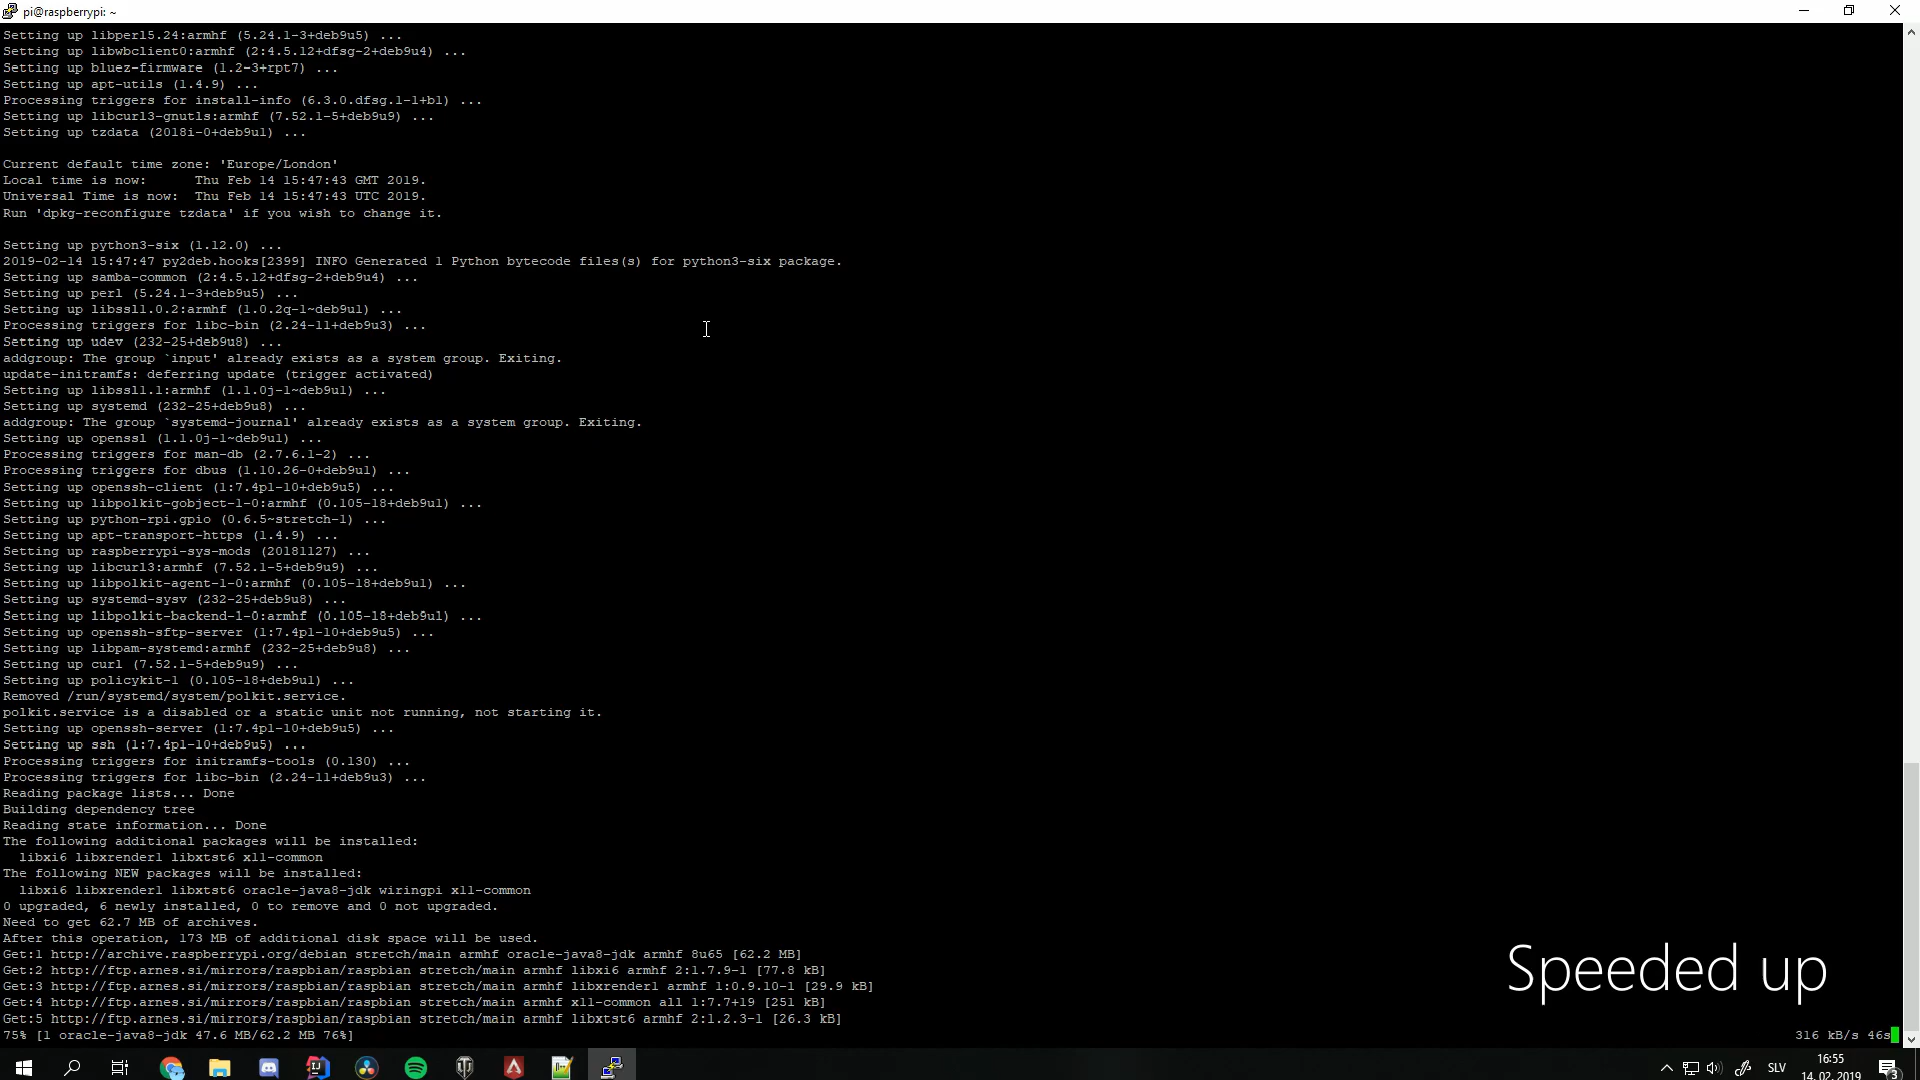 pi@raspberrypi: ~
Setting up libperl5.24:armhf (5.24.1-3+deb9u5) ...
Setting up libwbclient0:armhf (2:4.5.12+dfsg-2+deb9u4) ...
Setting up bluez-firmware (1.2-3+rpt7) ...
Setting up apt-utils (1.4.9) ...
Processing triggers for install-info (6.3.0.dfsg.1-1+b1) ...
Setting up libcurl3-gnutls:armhf (7.52.1-5+deb9u9) ...
Setting up tzdata (2018i-0+deb9u1) ...
Current default time zone: 'Europe/London'
Local time is now:      Thu Feb 14 15:47:43 GMT 2019.
Universal Time is now:  Thu Feb 14 15:47:43 UTC 2019.
Run 'dpkg-reconfigure tzdata' if you wish to change it.
Setting up python3-six (1.12.0) ...
2019-02-14 15:47:47 py2deb.hooks[2399] INFO Generated 1 Python bytecode files(s) for python3-six package.
Setting up samba-common (2:4.5.12+dfsg-2+deb9u4) ...
Setting up perl (5.24.1-3+deb9u5) ...
Setting up libssl1.0.2:armhf (1.0.2q-1~deb9u1) ...
Processing triggers for libc-bin (2.24-11+deb9u3) ...
Setting up udev (232-25+deb9u8) ...
addgroup: The group `input' already exists as a system group. Exiting.
update-initramfs: deferring update (trigger activated)
Setting up libssl1.1:armhf (1.1.0j-1~deb9u1) ...
Setting up systemd (232-25+deb9u8) ...
addgroup: The group `systemd-journal' already exists as a system group. Exiting.
Setting up openssl (1.1.0j-1~deb9u1) ...
Processing triggers for man-db (2.7.6.1-2) ...
Processing triggers for dbus (1.10.26-0+deb9u1) ...
Setting up openssh-client (1:7.4p1-10+deb9u5) ...
Setting up libpolkit-gobject-1-0:armhf (0.105-18+deb9u1) ...
Setting up python-rpi.gpio (0.6.5~stretch-1) ...
Setting up apt-transport-https (1.4.9) ...
Setting up raspberrypi-sys-mods (20181127) ...
Setting up libcurl3:armhf (7.52.1-5+deb9u9) ...
Setting up libpolkit-agent-1-0:armhf (0.105-18+deb9u1) ...
Setting up systemd-sysv (232-25+deb9u8) ...
Setting up libpolkit-backend-1-0:armhf (0.105-18+deb9u1) ...
Setting up openssh-sftp-server (1:7.4p1-10+deb9u5) ...
Setting up libpam-systemd:armhf (232-25+deb9u8) ...
Setting up curl (7.52.1-5+deb9u9) ...
Setting up policykit-1 (0.105-18+deb9u1) ...
Removed /run/systemd/system/polkit.service.
polkit.service is a disabled or a static unit not running, not starting it.
Setting up openssh-server (1:7.4p1-10+deb9u5) ...
Setting up ssh (1:7.4p1-10+deb9u5) ...
Processing triggers for initramfs-tools (0.130) ...
Processing triggers for libc-bin (2.24-11+deb9u3) ...
Reading package lists... Done
Building dependency tree
Reading state information... Done
The following additional packages will be installed:
  libxi6 libxrender1 libxtst6 x11-common
The following NEW packages will be installed:
  libxi6 libxrender1 libxtst6 oracle-java8-jdk wiringpi x11-common
0 upgraded, 6 newly installed, 0 to remove and 0 not upgraded.
Need to get 62.7 MB of archives.
After this operation, 173 MB of additional disk space will be used.
Get:1 http://archive.raspberrypi.org/debian stretch/main armhf oracle-java8-jdk armhf 8u65 [62.2 MB]
Get:2 http://ftp.arnes.si/mirrors/raspbian/raspbian stretch/main armhf libxi6 armhf 2:1.7.9-1 [77.8 kB]
Get:3 http://ftp.arnes.si/mirrors/raspbian/raspbian stretch/main armhf libxrender1 armhf 1:0.9.10-1 [29.9 kB]
Get:4 http://ftp.arnes.si/mirrors/raspbian/raspbian stretch/main armhf x11-common all 1:7.7+19 [251 kB]
Get:5 http://ftp.arnes.si/mirrors/raspbian/raspbian stretch/main armhf libxtst6 armhf 2:1.2.3-1 [26.3 kB]
75% [1 oracle-java8-jdk 47.6 MB/62.2 MB 76%]    316 kB/s 46s
Speeded up
SLV
16:55
14. 02. 2019
3